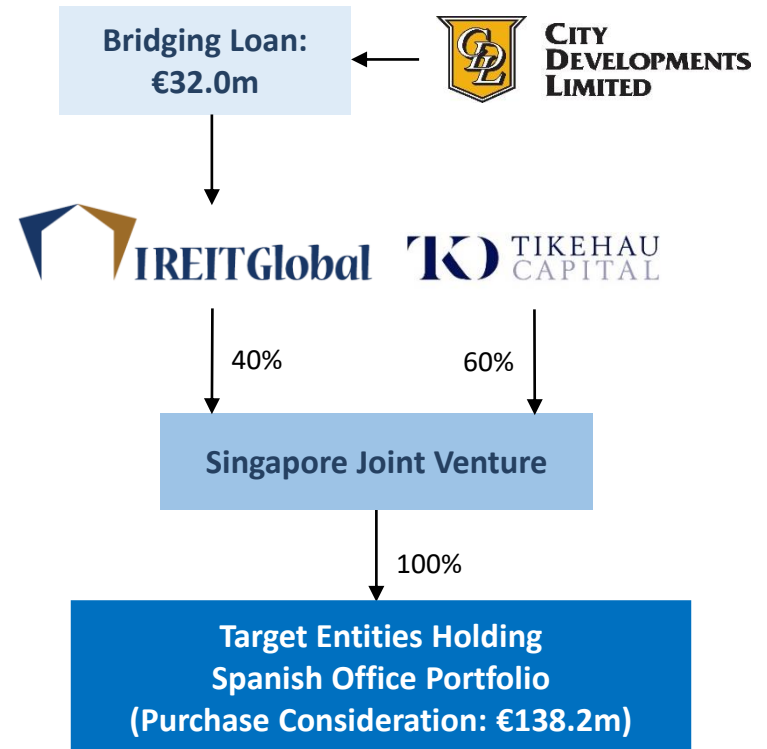 Bridging Loan:
€32.0m
CDL
CITY
DEVELOPMENTS
LIMITED
IREITGlobal
TIKEHAU
CAPITAL
40%
60%
Singapore Joint Venture
100%
Target Entities Holding
Spanish Office Portfolio
(Purchase Consideration: €138.2m)